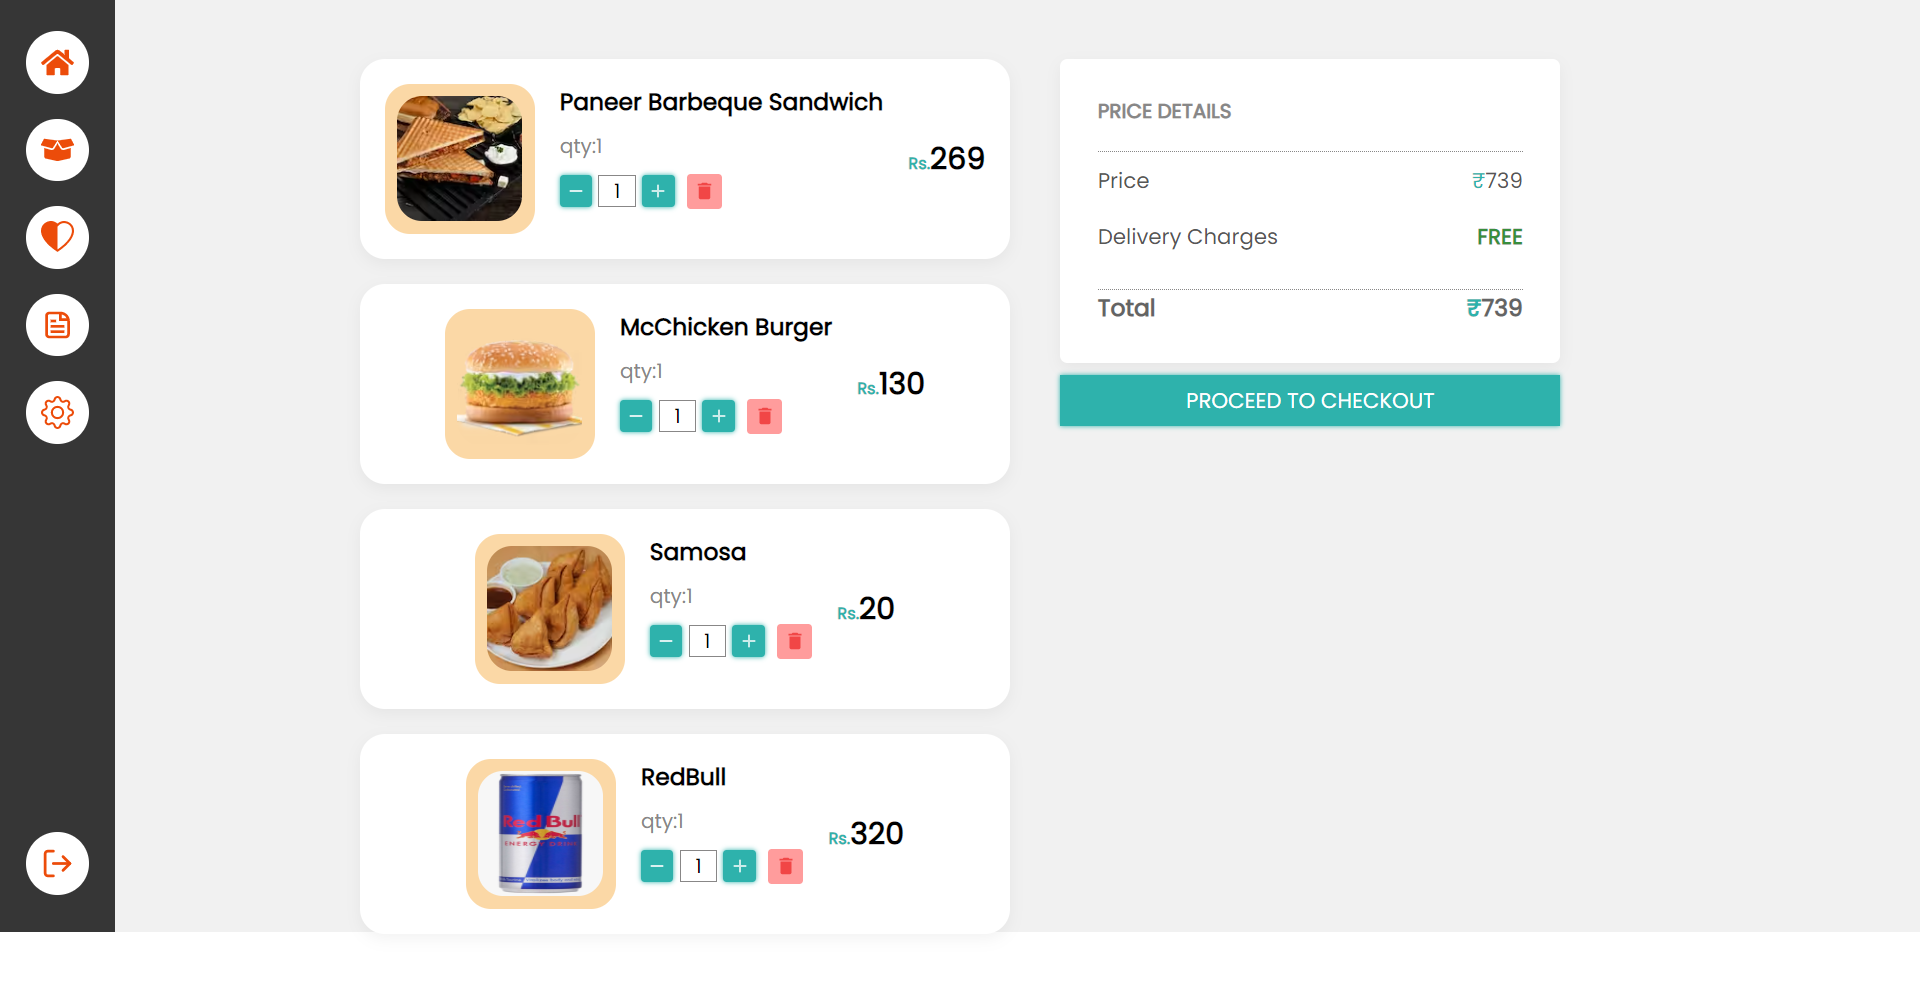 Paneer Barbeque Sandwich
qty:1
Rs.269
1
McChicken Burger
qty:1
Rs.130
1
Samosa
qty:1
Rs.20
1
RedBull
qty:1
Rs.320
1
Red Bull
ENERGY DRINK
PRICE DETAILS
Price ₹739
Delivery Charges FREE
Total ₹739
PROCEED TO CHECKOUT